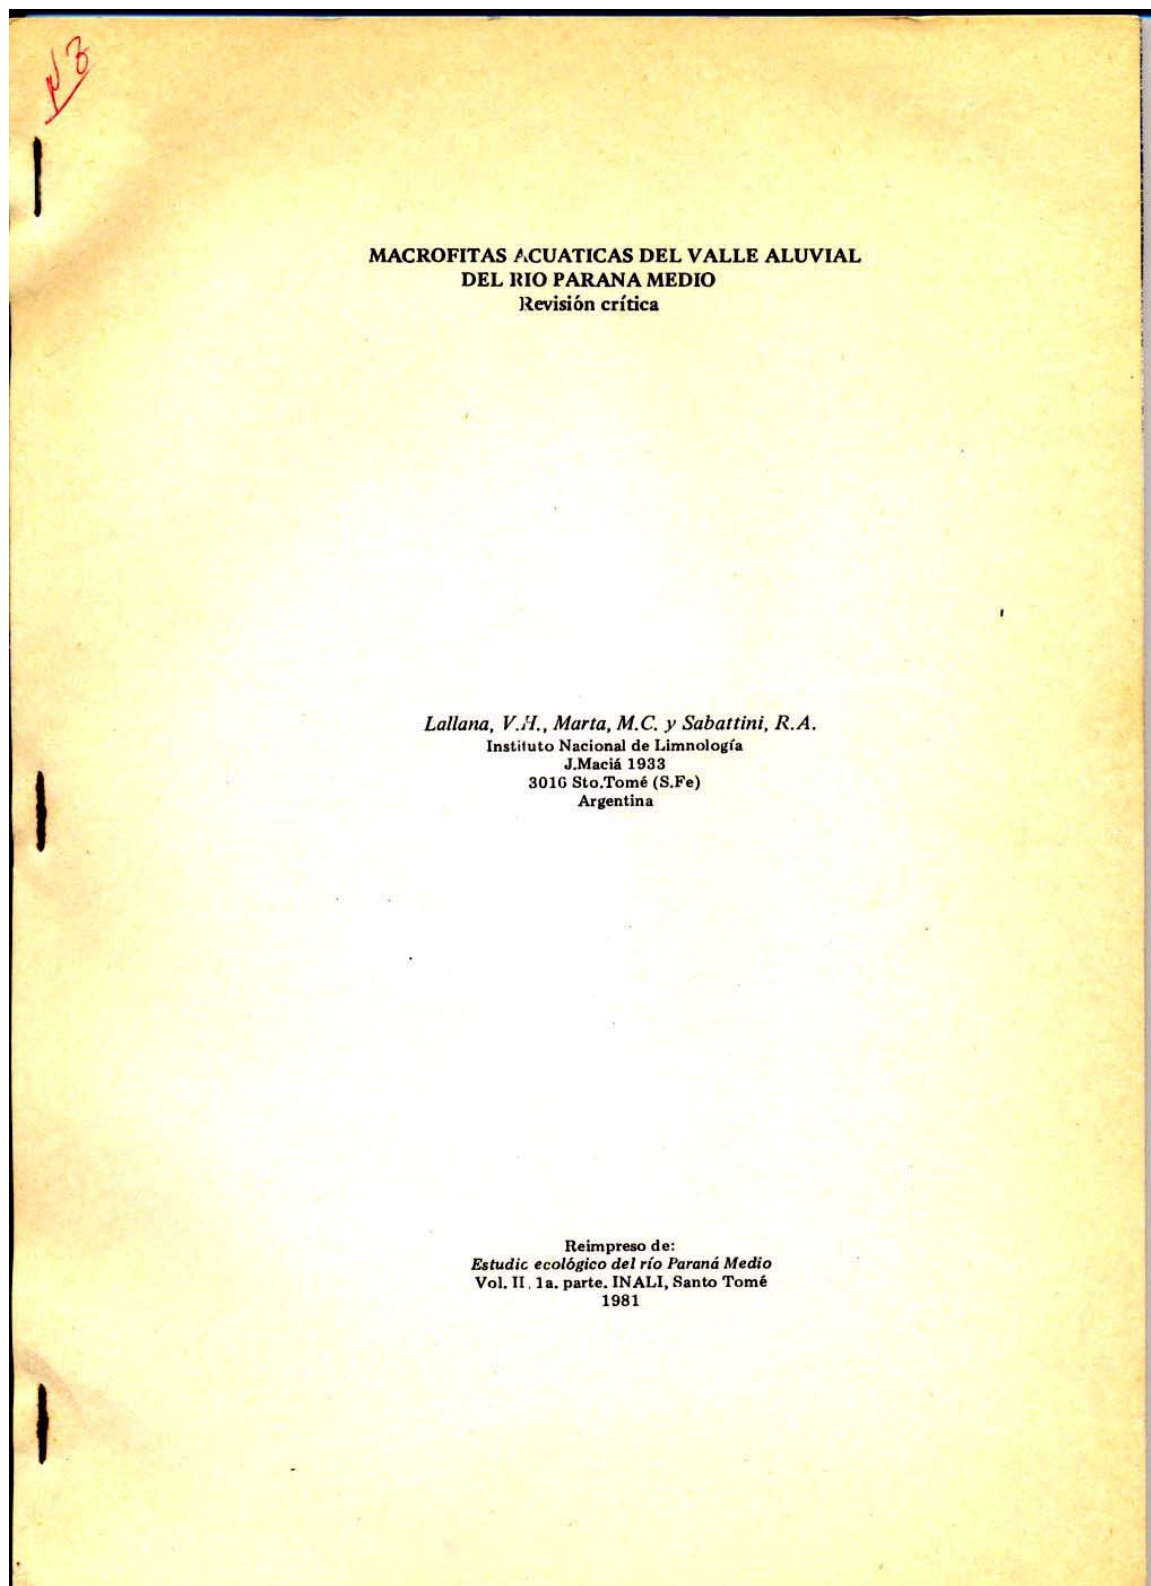 MACROFITAS ACUATICAS DEL VALLE ALUVIAL
DEL RIO PARANA MEDIO
Revisión crítica
Lallana, V.H., Marta, M.C. y Sabattini, R.A.
Instituto Nacional de Limnología
J.Maciá 1933
3016 Sto.Tomé (S.Fe)
Argentina
Reimpreso de:
Estudio ecológico del río Paraná Medio
Vol. II, 1a. parte. INALI, Santo Tomé
1981